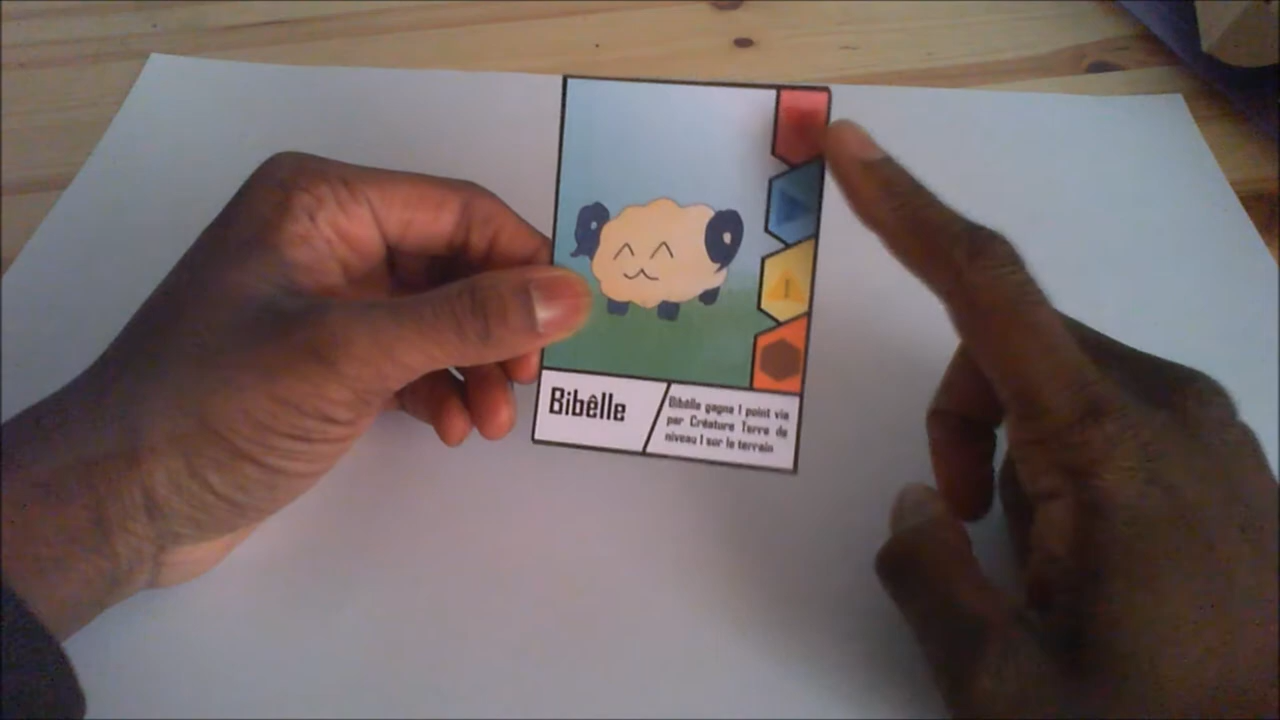 Bibêlle
Bibêlle gagne 1 point vie
par Créature Terre de
niveau 1 sur le terrain